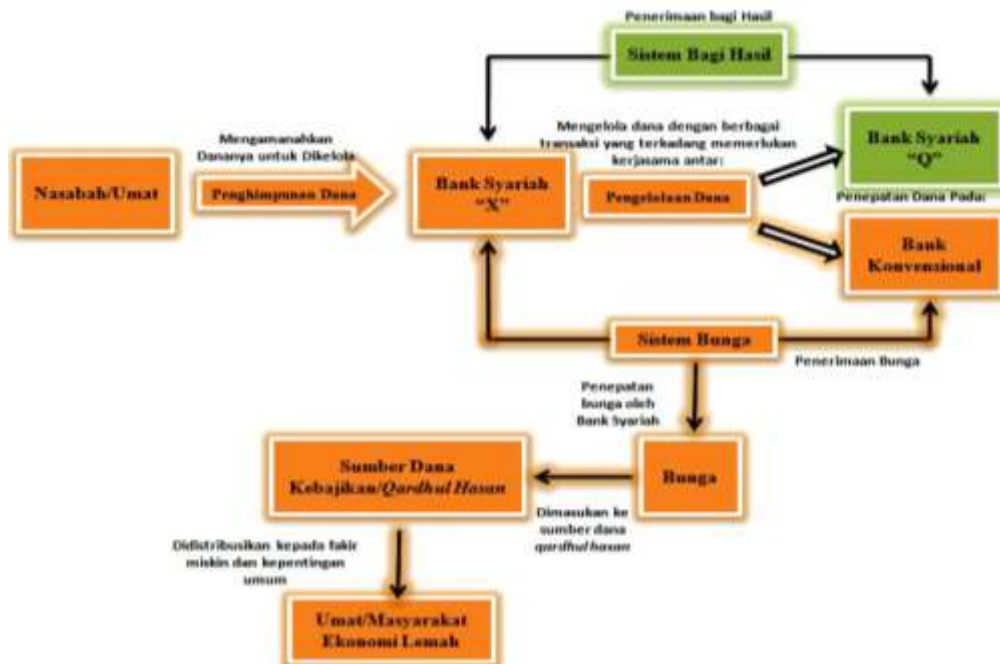 Penerimaan bagi Hasil
Sistem Bagi Hasil
Mengamanahkan
Dananya untuk Dikelola
Mengelola dana dengan berbagai
transaksi yang terkadang memerlukan
kerjasama antar:
Bank Syariah
"Q"
Nasabah/Umat
Penghimpunan Dana
Bank Syariah
"X"
Pengelolaan Dana
Penepatan Dana Pada:
Bank
Konvensional
Sistem Bunga
Penerimaan Bunga
Penepatan
bunga oleh
Bank Syariah
Sumber Dana
Kebajikan/Qardhul Hasan
Bunga
Dimasukan ke
sumber dana
qardhul hasan
Didistribusikan kepada fakir
miskin dan kepentingan
umum
Umat/Masyarakat
Ekonomi Lemah